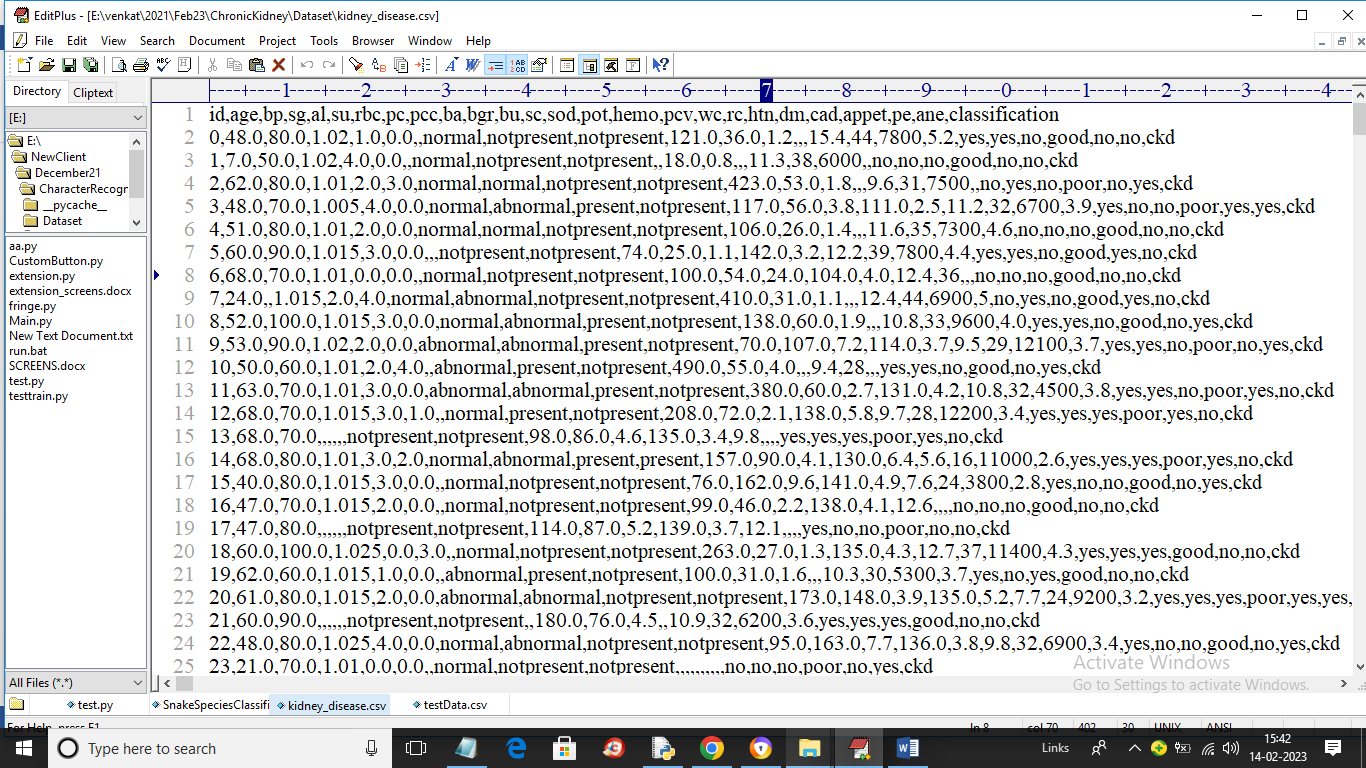 EditPlus - [E:\venkat\2021\Feb23\ChronicKidney\Dataset\kidney_disease.csv]
File Edit View Search Document Project Tools Browser Window Help
Directory Cliptext
[E:]
E:\
NewClient
December21
CharacterRecogr
__pycache__
Dataset
aa.py
CustomButton.py
extension.py
extension_screens.docx
fringe.py
Main.py
New Text Document.txt
run.bat
SCREENS.docx
test.py
testtrain.py
All Files (*.*)
----+----1----+----2----+----3----+----4----+----5----+----6----+----7----+----8----+----9----+----0----+----1----+----2----+----3----+----4--
1 id,age,bp,sg,al,su,rbc,pc,pcc,ba,bgr,bu,sc,sod,pot,hemo,pcv,wc,rc,htn,dm,cad,appet,pe,ane,classification
2 0,48.0,80.0,1.02,1.0,0.0,,normal,notpresent,notpresent,121.0,36.0,1.2,,,15.4,44,7800,5.2,yes,yes,no,good,no,no,ckd
3 1,7.0,50.0,1.02,4.0,0.0,,normal,notpresent,notpresent,,18.0,0.8,,,11.3,38,6000,,no,no,no,good,no,no,ckd
4 2,62.0,80.0,1.01,2.0,3.0,normal,normal,notpresent,notpresent,423.0,53.0,1.8,,,9.6,31,7500,,no,yes,no,poor,no,yes,ckd
5 3,48.0,70.0,1.005,4.0,0.0,normal,abnormal,present,notpresent,117.0,56.0,3.8,111.0,2.5,11.2,32,6700,3.9,yes,no,no,poor,yes,yes,ckd
6 4,51.0,80.0,1.01,2.0,0.0,normal,normal,notpresent,notpresent,106.0,26.0,1.4,,,11.6,35,7300,4.6,no,no,no,good,no,no,ckd
7 5,60.0,90.0,1.015,3.0,0.0,,,notpresent,notpresent,74.0,25.0,1.1,142.0,3.2,12.2,39,7800,4.4,yes,yes,no,good,yes,no,ckd
8 6,68.0,70.0,1.01,0.0,0.0,,normal,notpresent,notpresent,100.0,54.0,24.0,104.0,4.0,12.4,36,,,no,no,no,good,no,no,ckd
9 7,24.0,,1.015,2.0,4.0,normal,abnormal,notpresent,notpresent,410.0,31.0,1.1,,,12.4,44,6900,5,no,yes,no,good,yes,no,ckd
10 8,52.0,100.0,1.015,3.0,0.0,normal,abnormal,present,notpresent,138.0,60.0,1.9,,,10.8,33,9600,4.0,yes,yes,no,good,no,yes,ckd
11 9,53.0,90.0,1.02,2.0,0.0,abnormal,abnormal,present,notpresent,70.0,107.0,7.2,114.0,3.7,9.5,29,12100,3.7,yes,yes,no,poor,no,yes,ckd
12 10,50.0,60.0,1.01,2.0,4.0,,abnormal,present,notpresent,490.0,55.0,4.0,,,9.4,28,,,yes,yes,no,good,no,yes,ckd
13 11,63.0,70.0,1.01,3.0,0.0,abnormal,abnormal,present,notpresent,380.0,60.0,2.7,131.0,4.2,10.8,32,4500,3.8,yes,yes,no,poor,yes,no,ckd
14 12,68.0,70.0,1.015,3.0,1.0,,normal,present,notpresent,208.0,72.0,2.1,138.0,5.8,9.7,28,12200,3.4,yes,yes,yes,poor,yes,no,ckd
15 13,68.0,70.0,,,,,,notpresent,notpresent,98.0,86.0,4.6,135.0,3.4,9.8,,,,yes,yes,yes,poor,yes,no,ckd
16 14,68.0,80.0,1.01,3.0,2.0,normal,abnormal,present,present,157.0,90.0,4.1,130.0,6.4,5.6,16,11000,2.6,yes,yes,yes,poor,yes,no,ckd
17 15,40.0,80.0,1.015,3.0,0.0,,normal,notpresent,notpresent,76.0,162.0,9.6,141.0,4.9,7.6,24,3800,2.8,yes,no,no,good,no,yes,ckd
18 16,47.0,70.0,1.015,2.0,0.0,,normal,notpresent,notpresent,99.0,46.0,2.2,138.0,4.1,12.6,,,,no,no,no,good,no,no,ckd
19 17,47.0,80.0,,,,,,notpresent,notpresent,114.0,87.0,5.2,139.0,3.7,12.1,,,,yes,no,no,poor,no,no,ckd
20 18,60.0,100.0,1.025,0.0,3.0,,normal,notpresent,notpresent,263.0,27.0,1.3,135.0,4.3,12.7,37,11400,4.3,yes,yes,yes,good,no,no,ckd
21 19,62.0,60.0,1.015,1.0,0.0,,abnormal,present,notpresent,100.0,31.0,1.6,,,10.3,30,5300,3.7,yes,no,yes,good,no,no,ckd
22 20,61.0,80.0,1.015,2.0,0.0,abnormal,abnormal,notpresent,notpresent,173.0,148.0,3.9,135.0,5.2,7.7,24,9200,3.2,yes,yes,yes,poor,yes,yes,
23 21,60.0,90.0,,,,,,notpresent,notpresent,,180.0,76.0,4.5,,10.9,32,6200,3.6,yes,yes,yes,good,no,no,ckd
24 22,48.0,80.0,1.025,4.0,0.0,normal,abnormal,notpresent,notpresent,95.0,163.0,7.7,136.0,3.8,9.8,32,6900,3.4,yes,no,no,good,no,yes,ckd
25 23,21.0,70.0,1.01,0.0,0.0,,normal,notpresent,notpresent,,,,,,,,,,no,no,no,poor,no,yes,ckd
Activate Windows
Go to Settings to activate Windows.
test.py SnakeSpeciesClassifi kidney_disease.csv testData.csv
For Help, press F1 ln 8 col 70 402 30 UNIX ANSI
Type here to search Links 15:42
14-02-2023